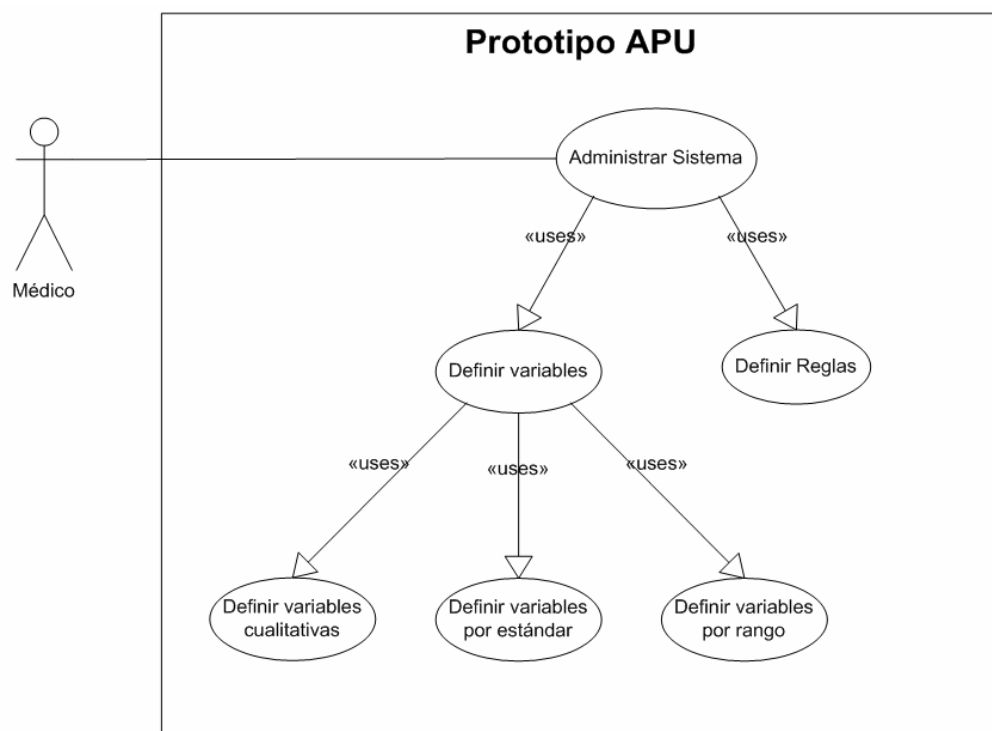 Prototipo APU
Administrar Sistema
«uses»
«uses»
Médico
Definir variables
Definir Reglas
«uses»
«uses»
«uses»
Definir variables
cualitativas
Definir variables
por estándar
Definir variables
por rango